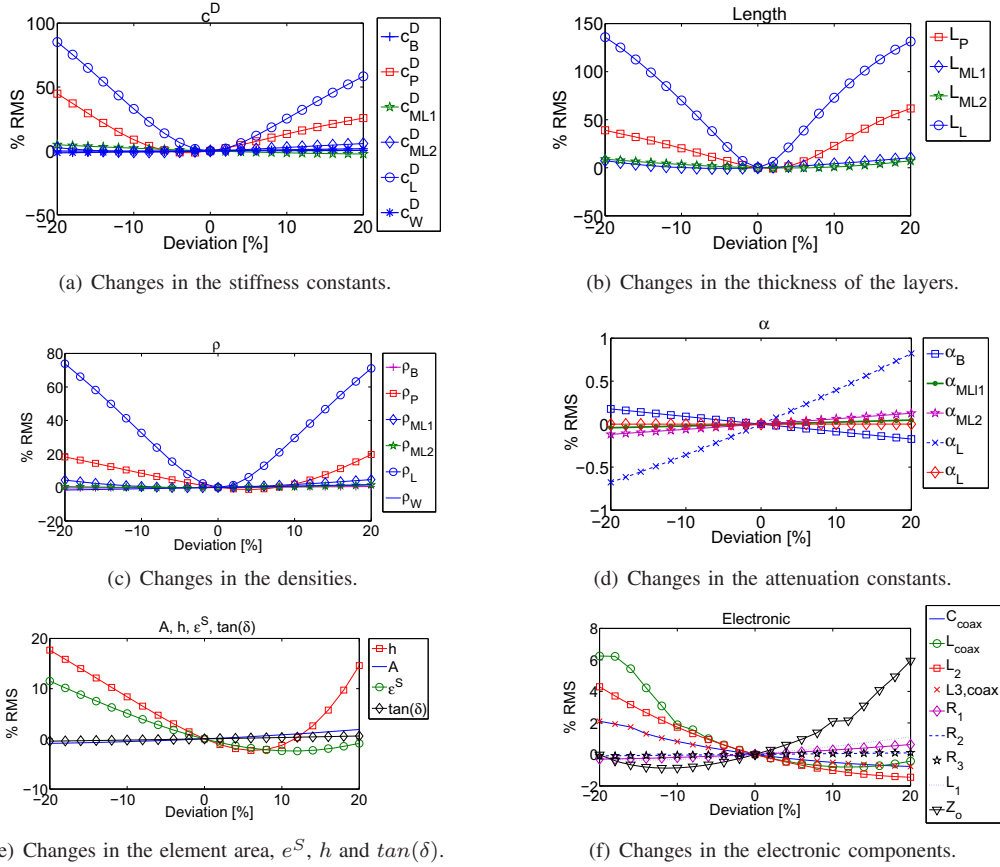 c^D
100
50
0
−50
% RMS
−20
−10
0
10
20
Deviation [%]
c_B^D
c_P^D
c_ML1^D
c_ML2^D
c_L^D
c_W^D
(a) Changes in the stiffness constants.
Length
150
100
50
0
−50
% RMS
−20
−10
0
10
20
Deviation [%]
L_P
L_ML1
L_ML2
L_L
(b) Changes in the thickness of the layers.
ρ
80
60
40
20
0
−20
% RMS
−20
−10
0
10
20
Deviation [%]
ρ_B
ρ_P
ρ_ML1
ρ_ML2
ρ_L
ρ_W
(c) Changes in the densities.
α
1
0.5
0
−0.5
−1
% RMS
−20
−10
0
10
20
Deviation [%]
α_B
α_MLl1
α_ML2
α_L
α_L
(d) Changes in the attenuation constants.
A, h, ε^S, tan(δ)
20
10
0
−10
% RMS
−20
−10
0
10
20
Deviation [%]
h
A
ε^S
tan(δ)
e) Changes in the element area, e^S, h and tan(δ).
Electronic
8
6
4
2
0
−2
% RMS
−20
−10
0
10
20
Deviation [%]
C_coax
L_coax
L_2
L3,coax
R_1
R_2
R_3
L_1
Z_o
(f) Changes in the electronic components.